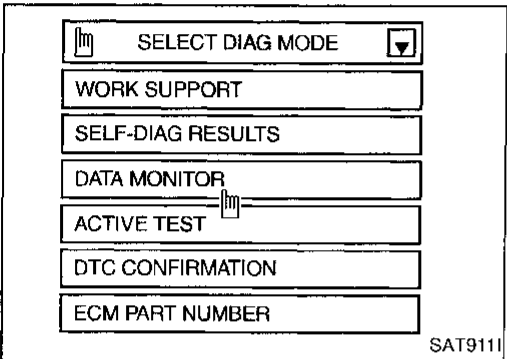 SELECT DIAG MODE
WORK SUPPORT
SELF-DIAG RESULTS
DATA MONITOR
ACTIVE TEST
DTC CONFIRMATION
ECM PART NUMBER
SAT911I